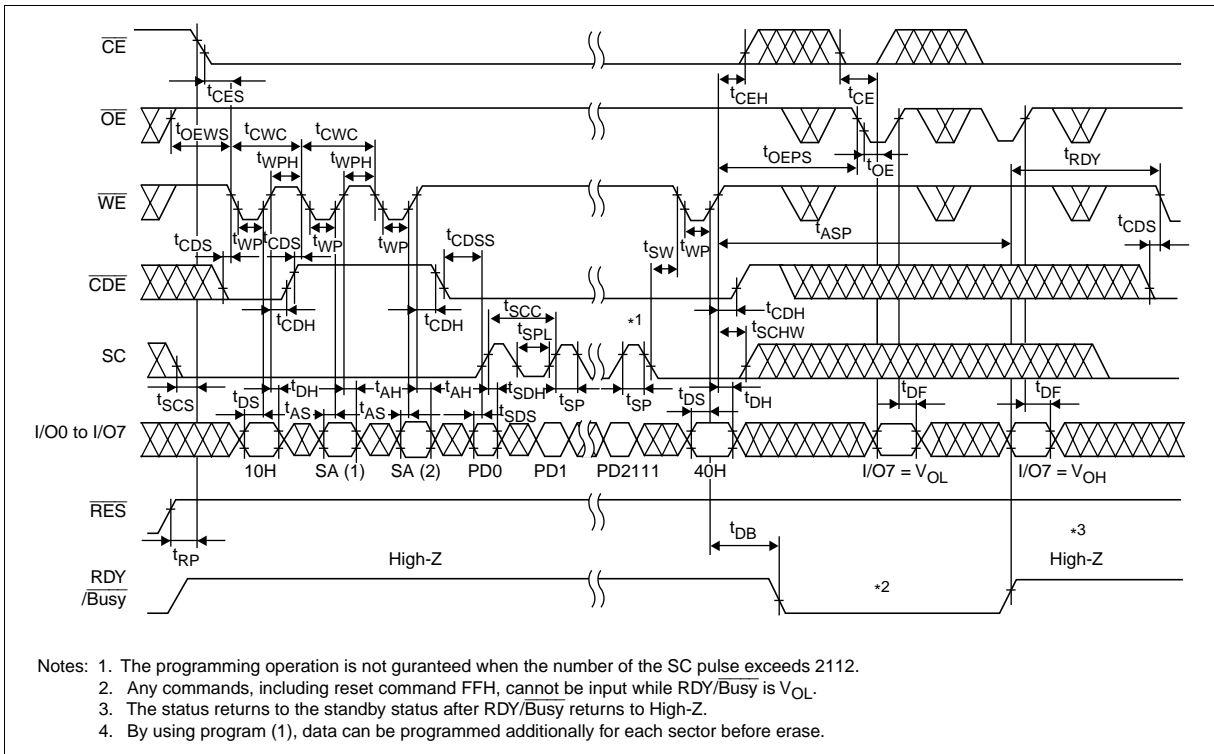 CE
tCES
tCEH
tCE
OE
tOEWS
tCWC
tCWC
tWPH
tWPH
tOEPS
tOE
tRDY
WE
tCDS
tWP
tCDS
tWP
tWP
tCDSS
tSW
tWP
tASP
tCDS
CDE
tCDH
tCDH
tSCC
tSPL
*1
tCDH
tSCHW
SC
tSCS
tDS
tDH
tAS
tAH
tAS
tAH
tSDH
tSDS
tSP
tSP
tDS
tDH
tDF
tDF
I/O0 to I/O7
10H
SA (1)
SA (2)
PD0
PD1
PD2111
40H
I/O7 = VOL
I/O7 = VOH
RES
tRP
High-Z
tDB
*3
High-Z
RDY
/Busy
*2
Notes: 1. The programming operation is not guranteed when the number of the SC pulse exceeds 2112.
2. Any commands, including reset command FFH, cannot be input while RDY/Busy is VOL.
3. The status returns to the standby status after RDY/Busy returns to High-Z.
4. By using program (1), data can be programmed additionally for each sector before erase.